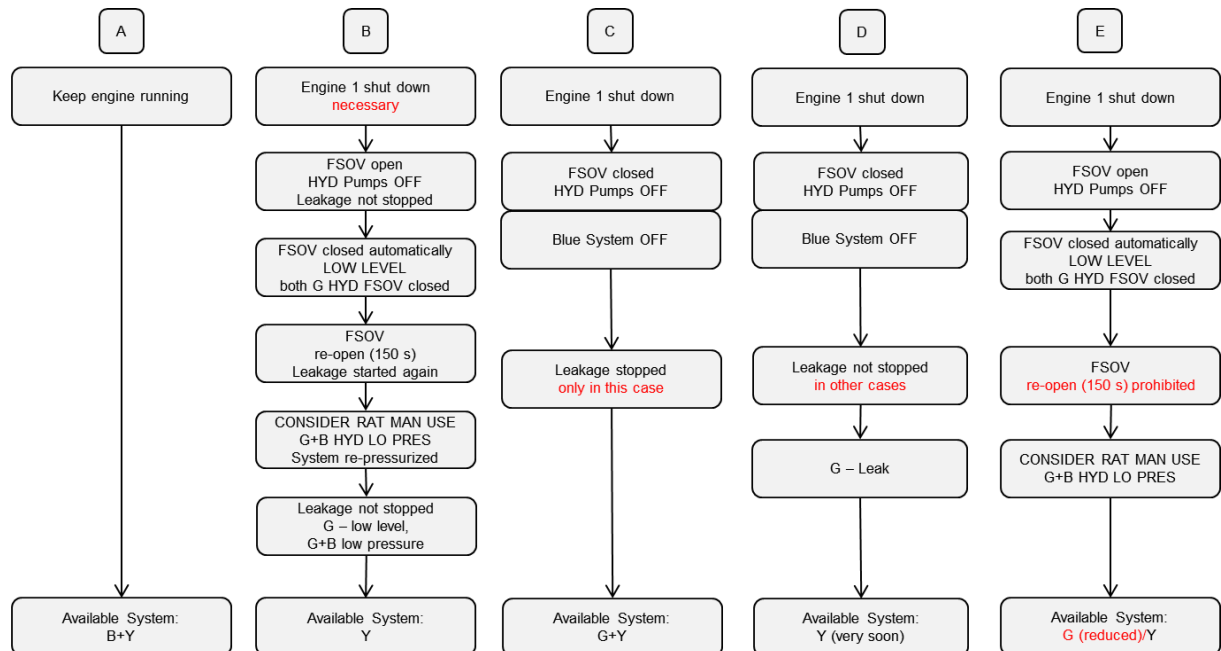 A
Keep engine running
Available System:
B+Y
B
Engine 1 shut down
necessary
FSOV open
HYD Pumps OFF
Leakage not stopped
FSOV closed automatically
LOW LEVEL
both G HYD FSOV closed
FSOV
re-open (150 s)
Leakage started again
CONSIDER RAT MAN USE
G+B HYD LO PRES
System re-pressurized
Leakage not stopped
G – low level,
G+B low pressure
Available System:
Y
C
Engine 1 shut down
FSOV closed
HYD Pumps OFF
Blue System OFF
Leakage stopped
only in this case
Available System:
G+Y
D
Engine 1 shut down
FSOV closed
HYD Pumps OFF
Blue System OFF
Leakage not stopped
in other cases
G – Leak
Available System:
Y (very soon)
E
Engine 1 shut down
FSOV open
HYD Pumps OFF
FSOV closed automatically
LOW LEVEL
both G HYD FSOV closed
FSOV
re-open (150 s) prohibited
CONSIDER RAT MAN USE
G+B HYD LO PRES
Available System:
G (reduced)/Y